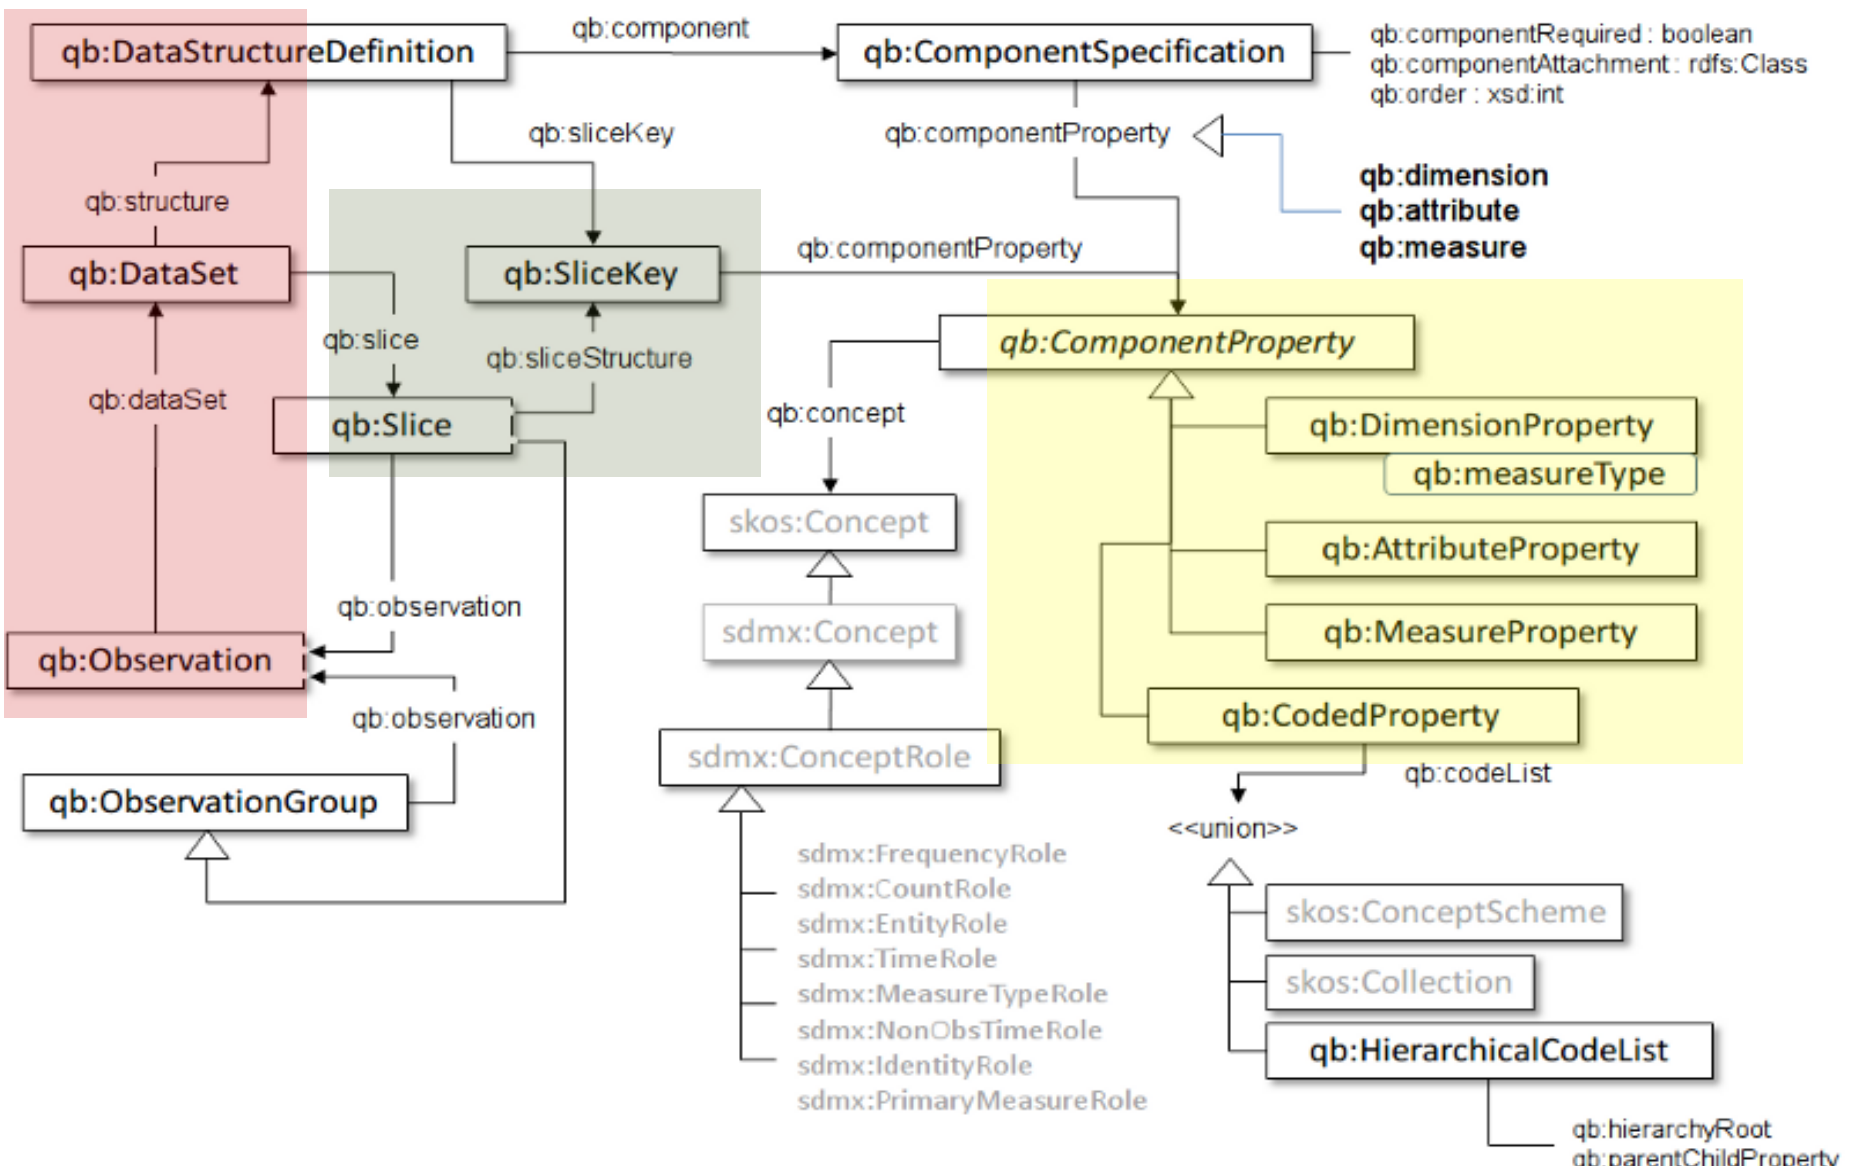 qb:DataStructureDefinition
qb:component
qb:ComponentSpecification
qb:componentRequired : boolean
qb:componentAttachment : rdfs:Class
qb:order : xsd:int
qb:sliceKey
qb:componentProperty
qb:dimension
qb:attribute
qb:measure
qb:structure
qb:DataSet
qb:SliceKey
qb:componentProperty
qb:slice
qb:sliceStructure
qb:ComponentProperty
qb:dataSet
qb:Slice
qb:concept
qb:DimensionProperty
qb:measureType
skos:Concept
qb:AttributeProperty
qb:observation
sdmx:Concept
qb:MeasureProperty
qb:Observation
qb:observation
qb:CodedProperty
sdmx:ConceptRole
qb:codeList
qb:ObservationGroup
<<union>>
sdmx:FrequencyRole
sdmx:CountRole
sdmx:EntityRole
sdmx:TimeRole
sdmx:MeasureTypeRole
sdmx:NonObsTimeRole
sdmx:IdentityRole
sdmx:PrimaryMeasureRole
skos:ConceptScheme
skos:Collection
qb:HierarchicalCodeList
qb:hierarchyRoot
qb:parentChildProperty